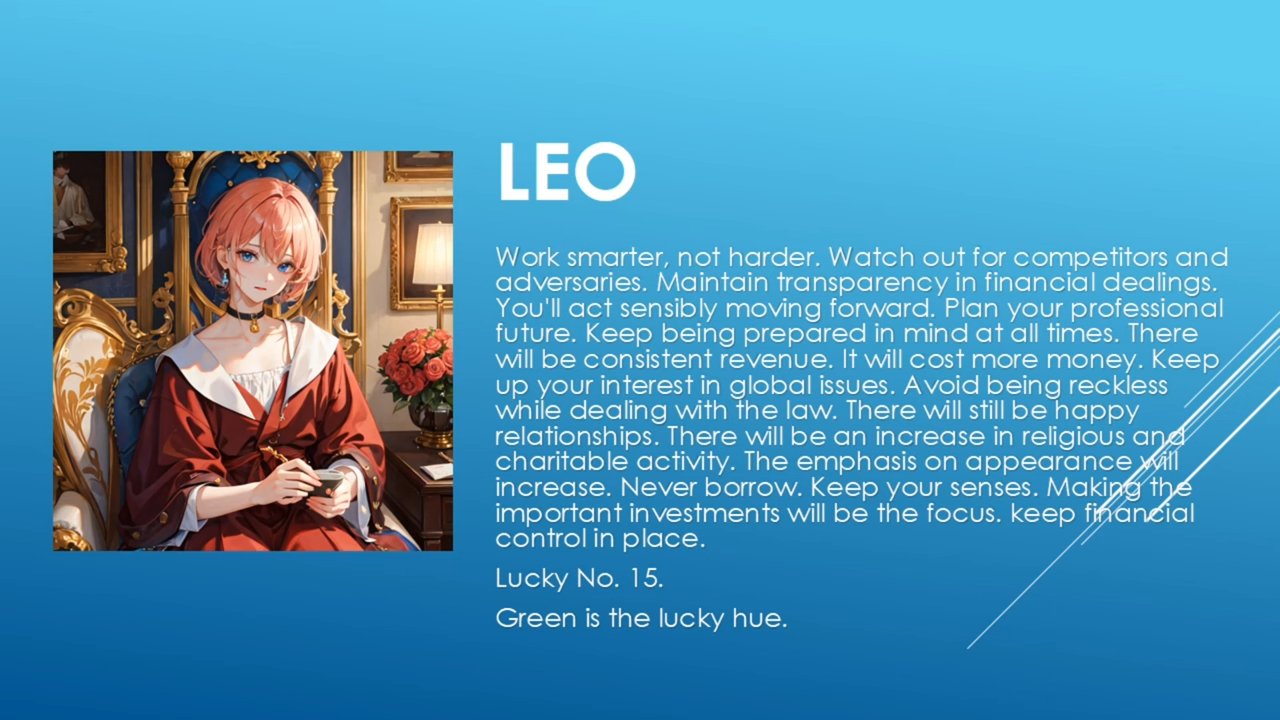 LEO
Work smarter, not harder. Watch out for competitors and
adversaries. Maintain transparency in financial dealings.
You'll act sensibly moving forward. Plan your professional
future. Keep being prepared in mind at all times. There
will be consistent revenue. It will cost more money. Keep
up your interest in global issues. Avoid being reckless
while dealing with the law. There will still be happy
relationships. There will be an increase in religious and
charitable activity. The emphasis on appearance will
increase. Never borrow. Keep your senses. Making the
important investments will be the focus. keep financial
control in place.
Lucky No. 15.
Green is the lucky hue.